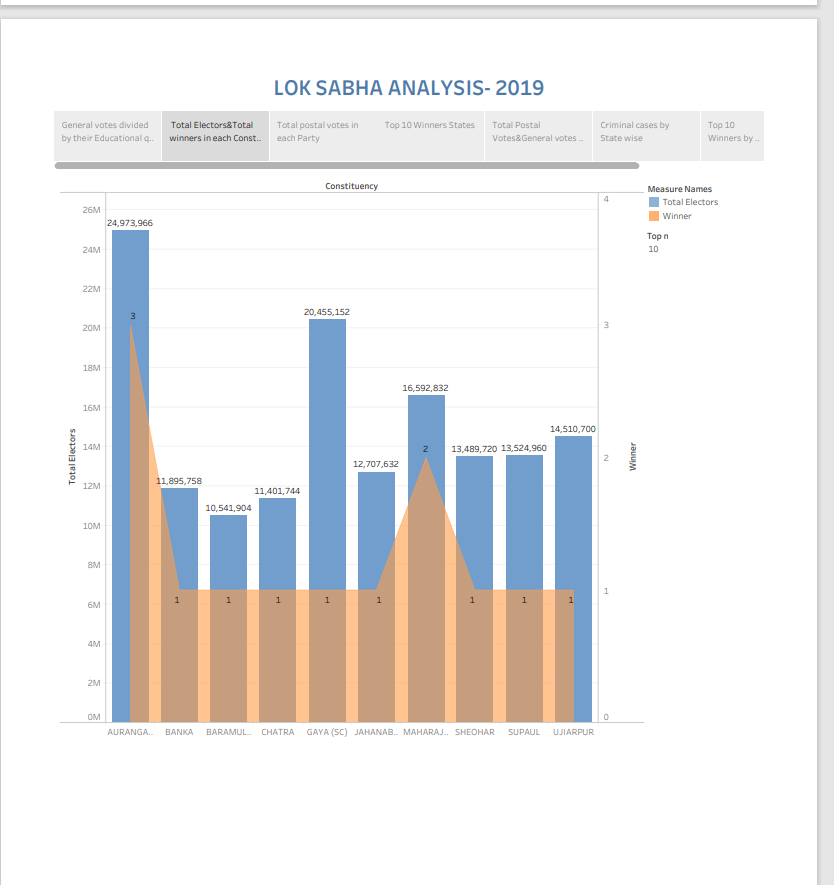 LOK SABHA ANALYSIS- 2019
General votes divided
by their Educational q..
Total Electors&Total
winners in each Const..
Total postal votes in
each Party
Top 10 Winners States
Total Postal
Votes&General votes ..
Criminal cases by
State wise
Top 10
Winners by ..
Constituency
Measure Names
Total Electors
Winner
Top n
10
26M
24M
22M
20M
18M
16M
14M
12M
10M
8M
6M
4M
2M
0M
Total Electors
24,973,966
11,895,758
10,541,904
11,401,744
20,455,152
12,707,632
16,592,832
13,489,720
13,524,960
14,510,700
3
1
1
1
1
1
2
1
1
1
4
3
2
1
0
Winner
AURANGA..
BANKA
BARAMUL..
CHATRA
GAYA (SC)
JAHANAB..
MAHARAJ..
SHEOHAR
SUPAUL
UJIARPUR